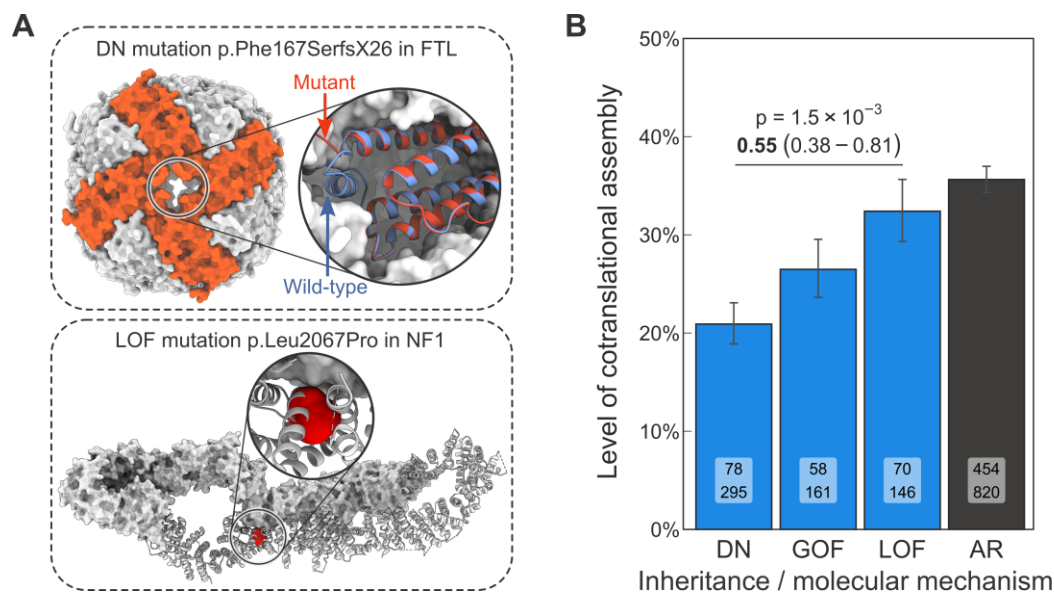 A
DN mutation p.Phe167SerfsX26 in FTL
Mutant
Wild-type
LOF mutation p.Leu2067Pro in NF1
B
Level of cotranslational assembly
50%
40%
30%
20%
10%
0%
p = 1.5 × 10⁻³
0.55 (0.38 – 0.81)
78
295
58
161
70
146
454
820
DN GOF LOF AR
Inheritance / molecular mechanism